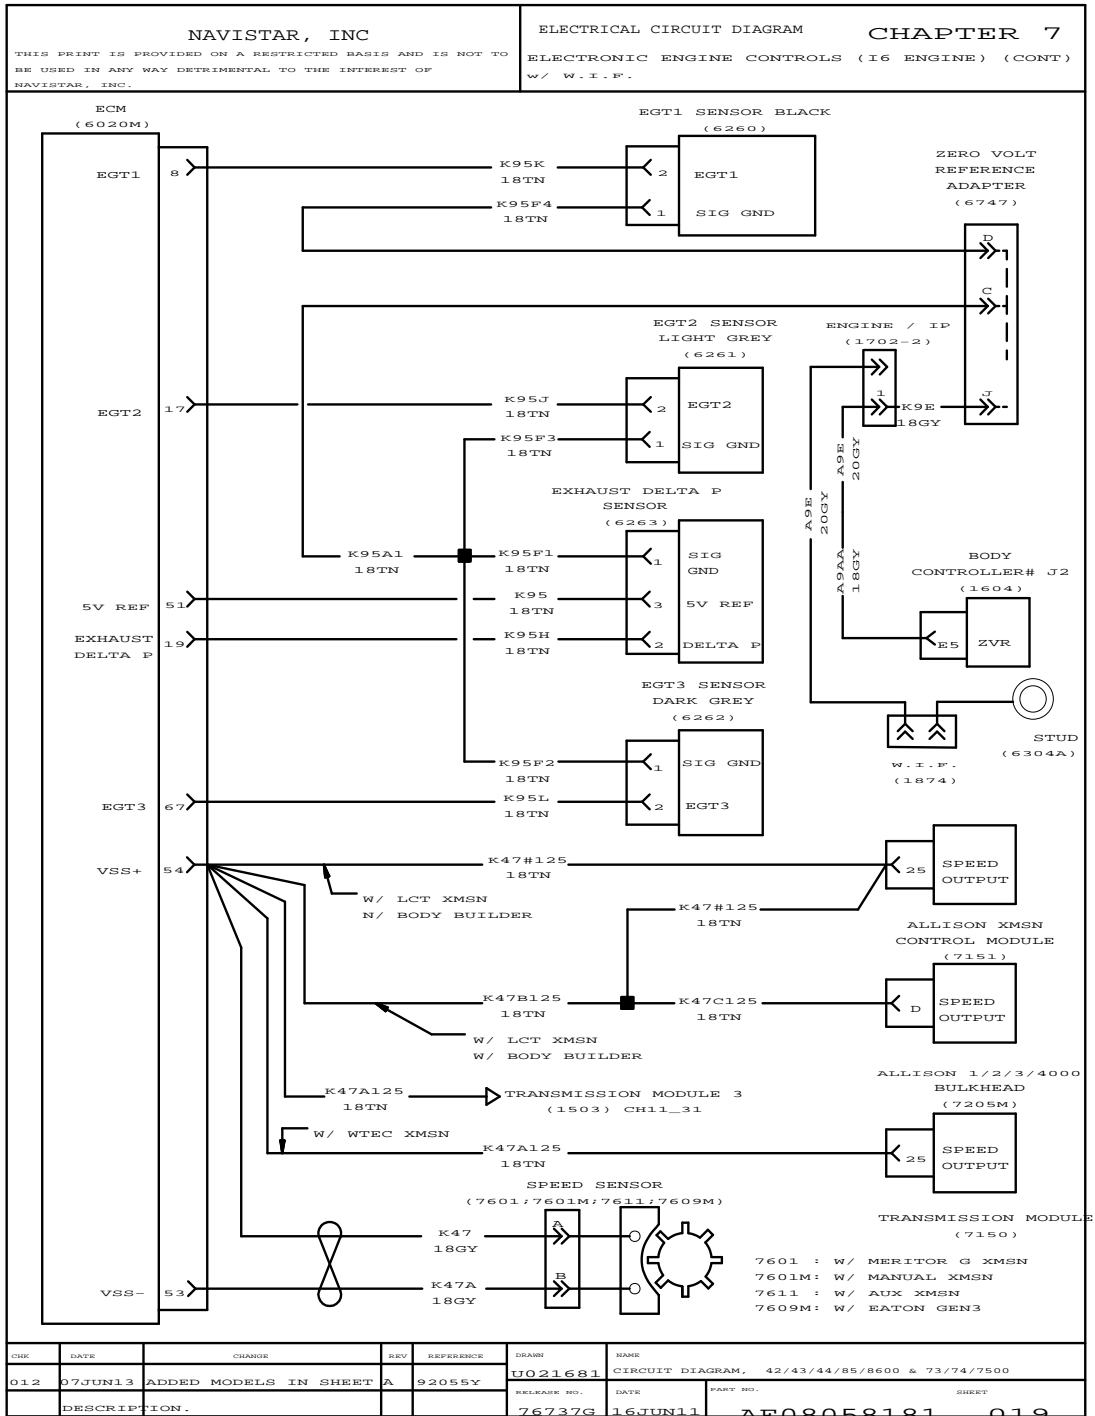 NAVISTAR, INC
THIS PRINT IS PROVIDED ON A RESTRICTED BASIS AND IS NOT TO
BE USED IN ANY WAY DETRIMENTAL TO THE INTEREST OF
NAVISTAR, INC.
ELECTRICAL CIRCUIT DIAGRAM
CHAPTER 7
ELECTRONIC ENGINE CONTROLS (I6 ENGINE) (CONT)
W/ W.I.F.
ECM
(6020M)
EGT1 8
K95K
18TN
EGT1 SENSOR BLACK
(6260)
2 EGT1
K95F4
18TN
1 SIG GND
ZERO VOLT
REFERENCE
ADAPTER
(6747)
D
C
J
EGT2 SENSOR
LIGHT GREY
(6261)
ENGINE / IP
(1702-2)
1
K9E
18GY
EGT2 17
K95J
18TN
2 EGT2
K95F3
18TN
1 SIG GND
A9E
20GY
A9E
20GY
A9AA
18GY
EXHAUST DELTA P
SENSOR
(6263)
K95A1
18TN
K95F1
18TN
1 SIG
GND
5V REF 51
K95
18TN
3 5V REF
EXHAUST
DELTA P 19
K95H
18TN
2 DELTA P
BODY
CONTROLLER# J2
(1604)
E5 ZVR
STUD
(6304A)
W.I.F.
(1874)
EGT3 SENSOR
DARK GREY
(6262)
K95F2
18TN
1 SIG GND
EGT3 67
K95L
18TN
2 EGT3
VSS+ 54
K47#125
18TN
25 SPEED
OUTPUT
W/ LCT XMSN
N/ BODY BUILDER
K47#125
18TN
ALLISON XMSN
CONTROL MODULE
(7151)
K47B125
18TN
K47C125
18TN
D SPEED
OUTPUT
W/ LCT XMSN
W/ BODY BUILDER
ALLISON 1/2/3/4000
BULKHEAD
(7205M)
K47A125
18TN
TRANSMISSION MODULE 3
(1503) CH11_31
W/ WTEC XMSN
K47A125
18TN
25 SPEED
OUTPUT
TRANSMISSION MODULE
(7150)
SPEED SENSOR
(7601;7601M;7611;7609M)
K47
18GY
A
VSS- 53
K47A
18GY
B
7601 : W/ MERITOR G XMSN
7601M: W/ MANUAL XMSN
7611 : W/ AUX XMSN
7609M: W/ EATON GEN3
CHK DATE CHANGE REV REFERENCE
012 07JUN13 ADDED MODELS IN SHEET A 92055Y
DESCRIPTION.
DRAWN
U021681
NAME
CIRCUIT DIAGRAM, 42/43/44/85/8600 & 73/74/7500
RELEASE NO.
76737G
DATE
16JUN11
PART NO.
AF08058181
SHEET
019